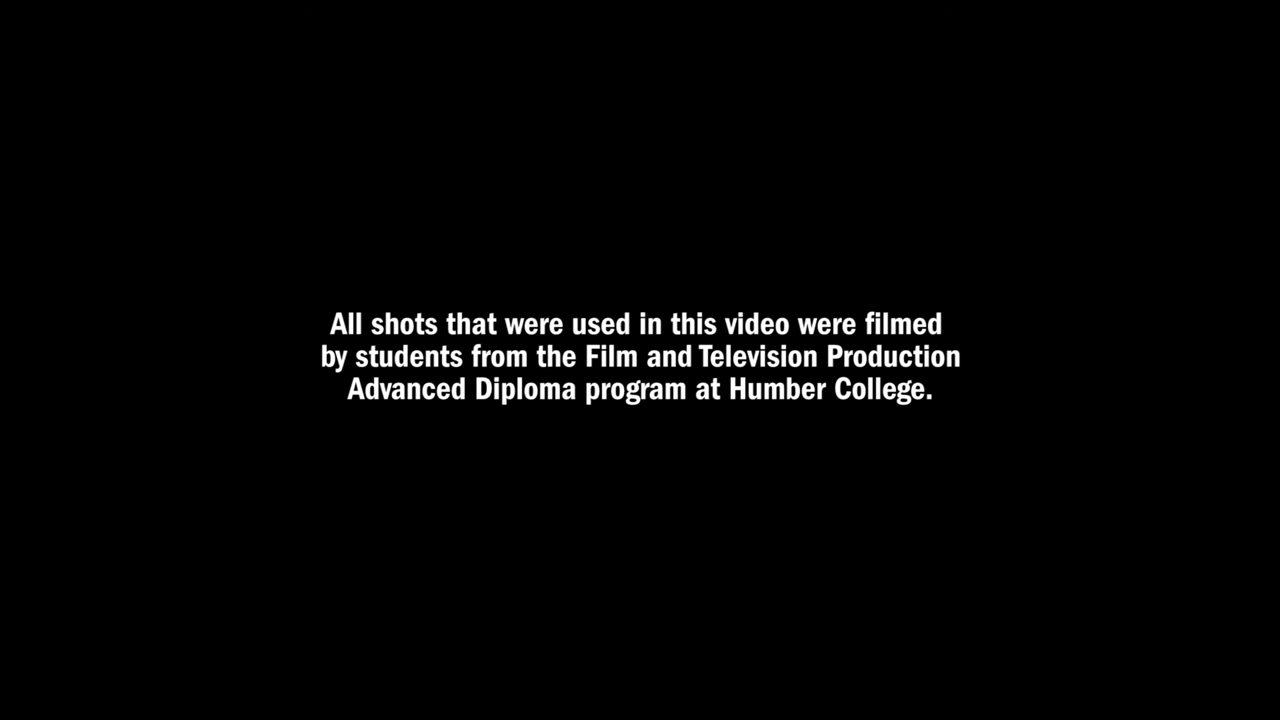 All shots that were used in this video were filmed
by students from the Film and Television Production
Advanced Diploma program at Humber College.